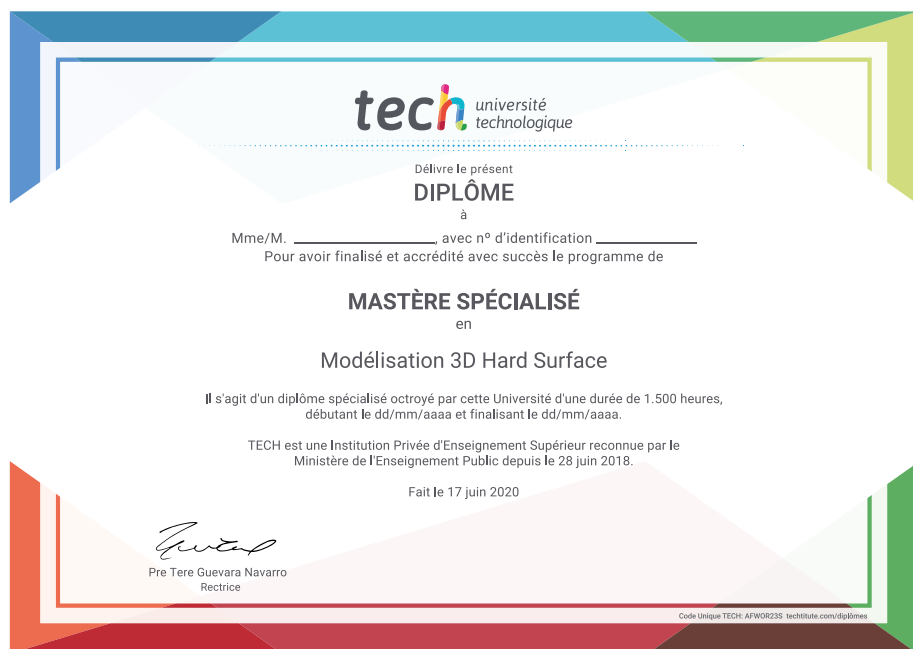 tech université
technologique
Délivre le présent
DIPLÔME
à
Mme/M. ____________________, avec nº d'identification ______________
Pour avoir finalisé et accrédité avec succès le programme de
MASTÈRE SPÉCIALISÉ
en
Modélisation 3D Hard Surface
Il s'agit d'un diplôme spécialisé octroyé par cette Université d'une durée de 1.500 heures,
débutant le dd/mm/aaaa et finalisant le dd/mm/aaaa.
TECH est une Institution Privée d'Enseignement Supérieur reconnue par le
Ministère de l'Enseignement Public depuis le 28 juin 2018.
Fait le 17 juin 2020
Pre Tere Guevara Navarro
Rectrice
Code Unique TECH: AFWOR23S techtitute.com/diplômes